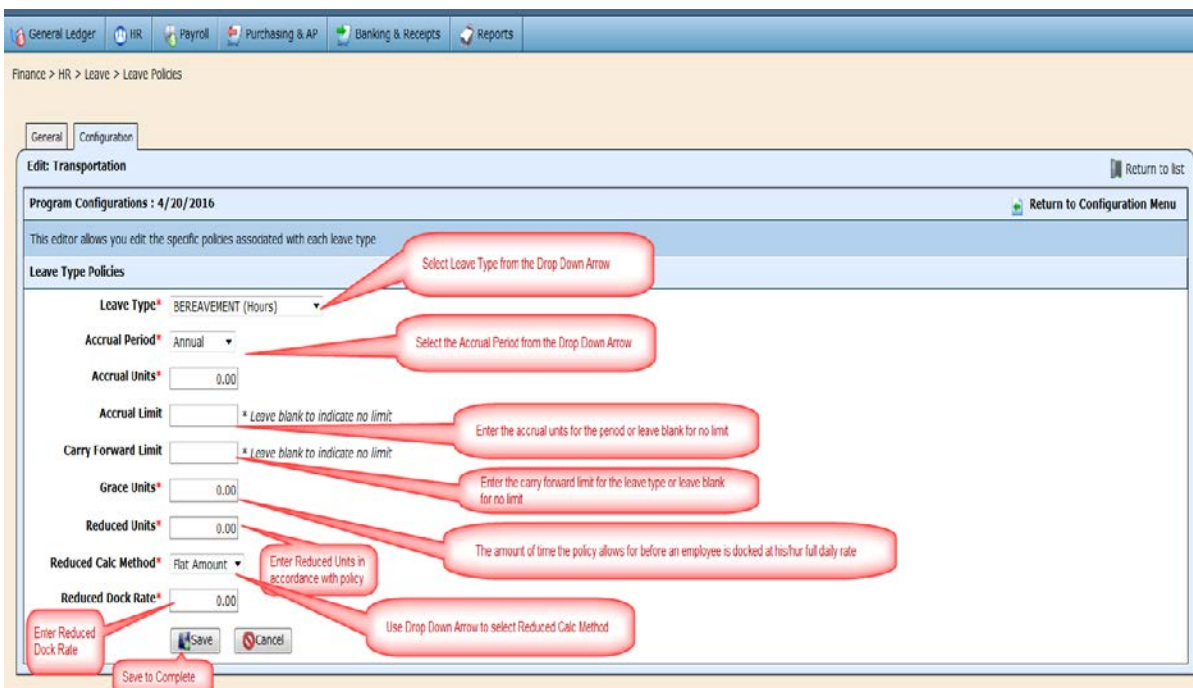 General Ledger HR Payroll Purchasing & AP Banking & Receipts Reports
Finance > HR > Leave > Leave Policies
General Configuration
Edit: Transportation Return to list
Program Configurations : 4/20/2016 Return to Configuration Menu
This editor allows you edit the specific policies associated with each leave type
Select Leave Type from the Drop Down Arrow
Leave Type Policies
Leave Type* BEREAVEMENT (Hours)
Accrual Period* Annual
Select the Accrual Period from the Drop Down Arrow
Accrual Units* 0.00
Accrual Limit * Leave blank to indicate no limit
Enter the accrual units for the period or leave blank for no limit
Carry Forward Limit * Leave blank to indicate no limit
Enter the carry forward limit for the leave type or leave blank
for no limit
Grace Units* 0.00
Reduced Units* 0.00
The amount of time the policy allows for before an employee is docked at his/hur full daily rate
Reduced Calc Method* Flat Amount
Enter Reduced Units in
accordance with policy
Reduced Dock Rate* 0.00
Use Drop Down Arrow to select Reduced Calc Method
Enter Reduced
Dock Rate
Save Cancel
Save to Complete